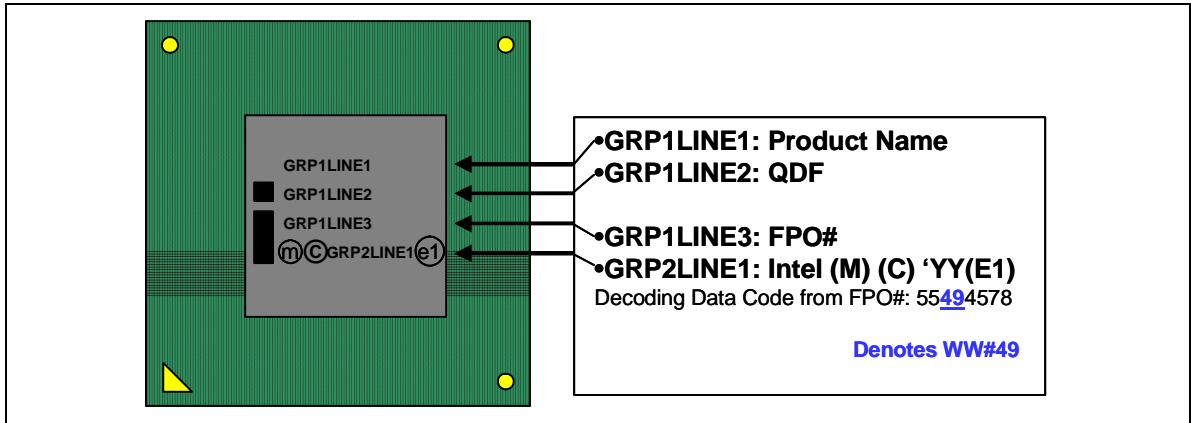 GRP1LINE1
GRP1LINE2
GRP1LINE3
m C GRP2LINE1 e1
•GRP1LINE1: Product Name
•GRP1LINE2: QDF
•GRP1LINE3: FPO#
•GRP2LINE1: Intel (M) (C) ‘YY(E1)
Decoding Data Code from FPO#: 55494578
Denotes WW#49